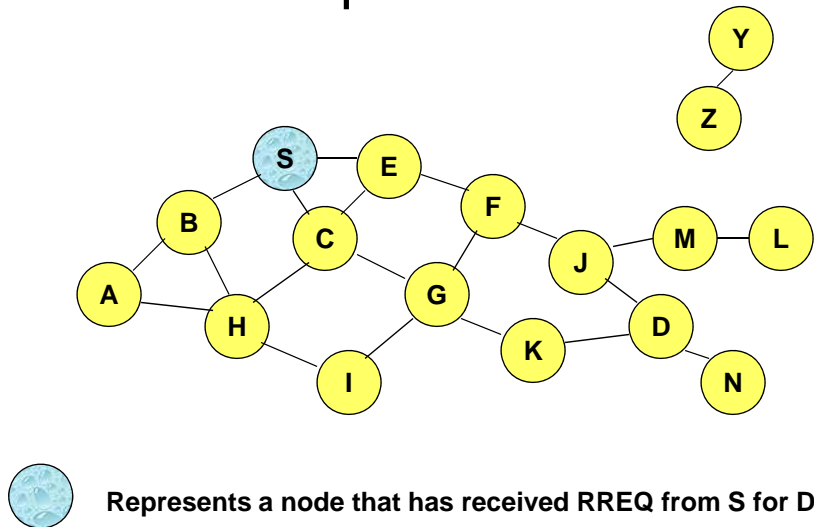 Y
Z
S
E
B
C
F
M
L
J
A
G
H
D
K
I
N
Represents a node that has received RREQ from S for D